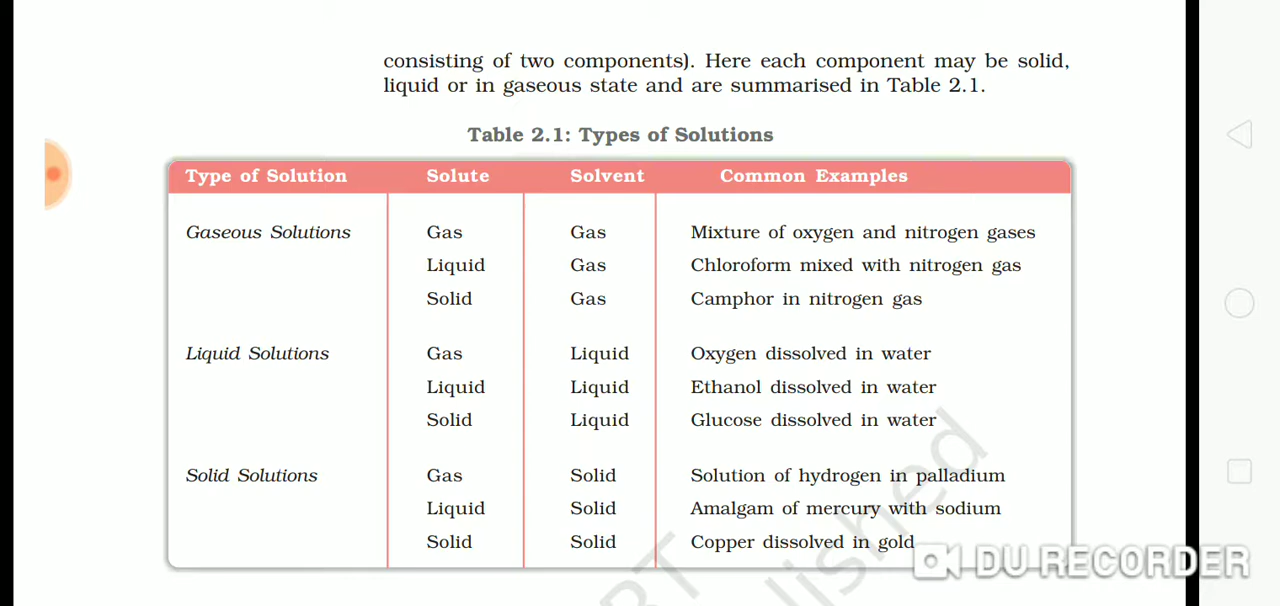 consisting of two components). Here each component may be solid,
liquid or in gaseous state and are summarised in Table 2.1.
Table 2.1: Types of Solutions
Type of Solution Solute Solvent Common Examples
Gaseous Solutions Gas Gas Mixture of oxygen and nitrogen gases
Liquid Gas Chloroform mixed with nitrogen gas
Solid Gas Camphor in nitrogen gas
Liquid Solutions Gas Liquid Oxygen dissolved in water
Liquid Liquid Ethanol dissolved in water
Solid Liquid Glucose dissolved in water
Solid Solutions Gas Solid Solution of hydrogen in palladium
Liquid Solid Amalgam of mercury with sodium
Solid Solid Copper dissolved in gold
DU RECORDER